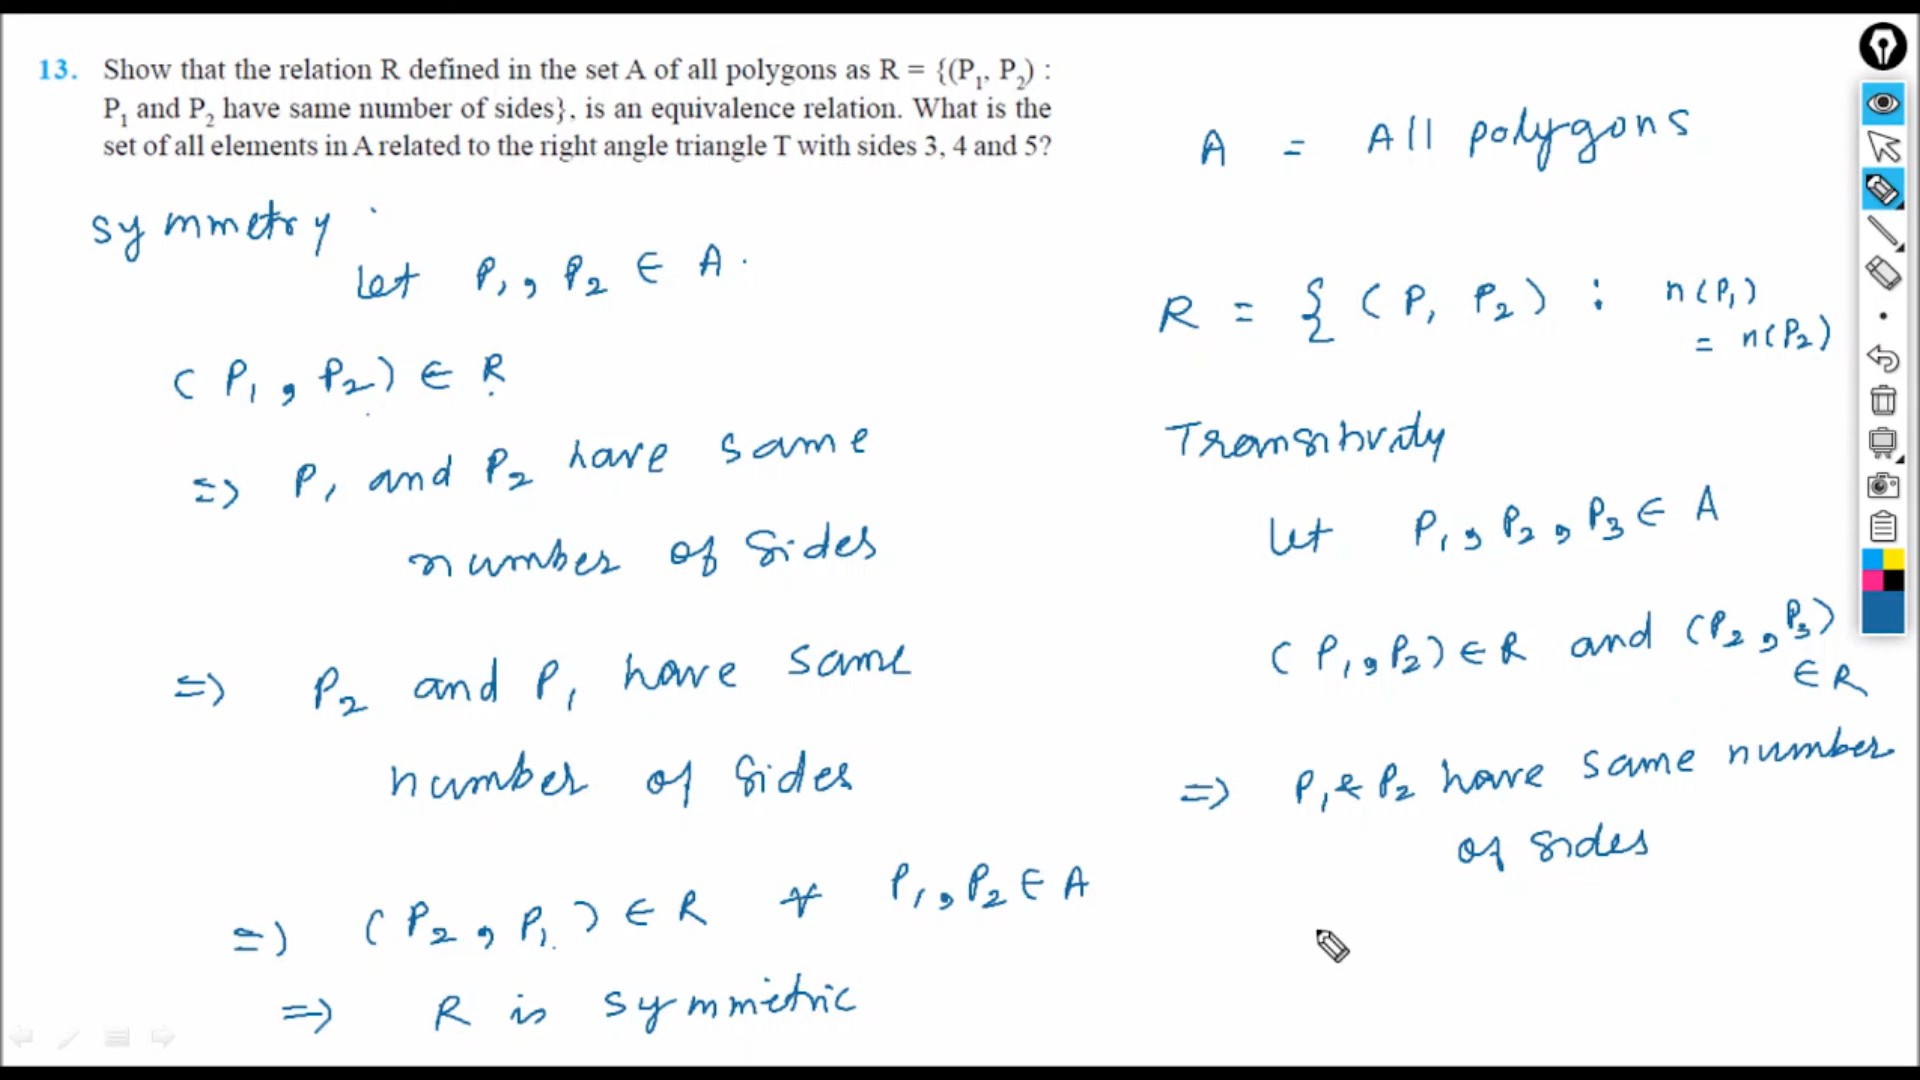 13. Show that the relation R defined in the set A of all polygons as R = {(P₁, P₂) :
P₁ and P₂ have same number of sides}, is an equivalence relation. What is the
set of all elements in A related to the right angle triangle T with sides 3, 4 and 5?
symmetry
Let P₁, P₂ ∈ A.
(P₁, P₂) ∈ R
⇒ P₁ and P₂ have same
number of sides
⇒ P₂ and P₁ have same
number of sides
⇒ (P₂, P₁) ∈ R ∀ P₁, P₂ ∈ A
⇒ R is symmetric
A = All polygons
R = { (P₁ P₂) : n(P₁)
= n(P₂)
Transitivity
Let P₁, P₂, P₃ ∈ A
(P₁, P₂) ∈ R and (P₂, P₃)
∈ R
⇒ P₁ & P₂ have same number
of sides